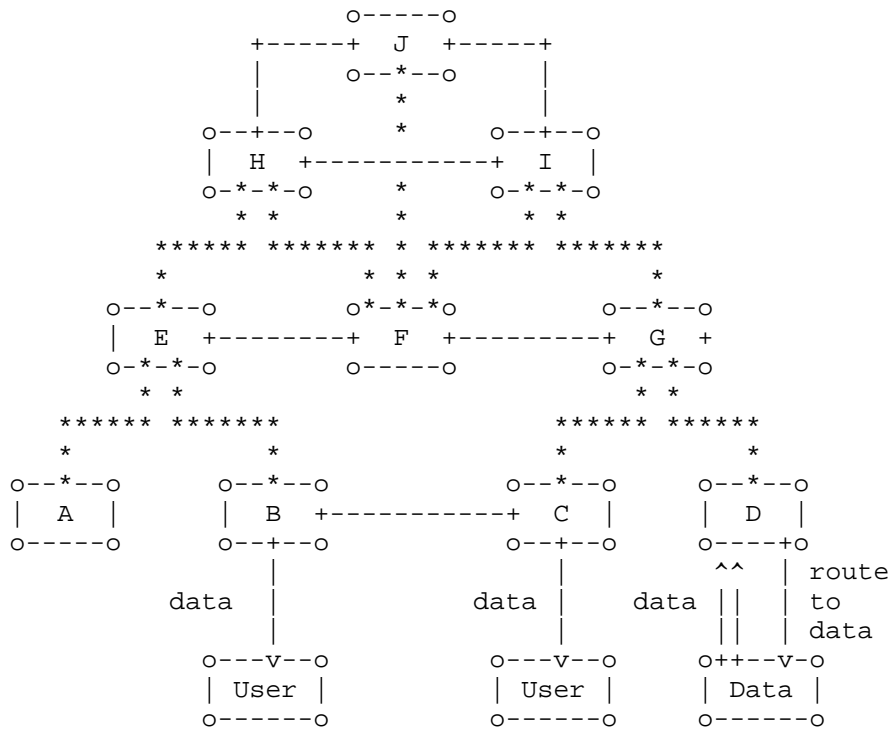 J
H I
E F G
A B C D
route
data data data to
data
User User Data